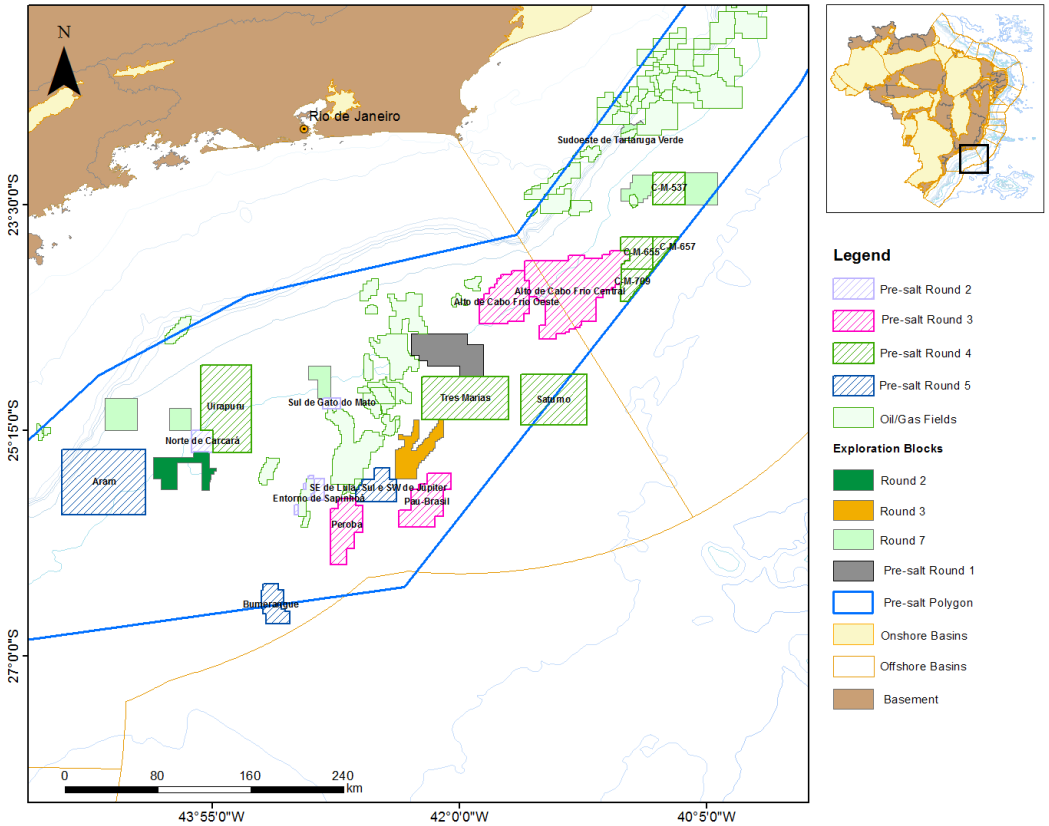 N
Rio de Janeiro
Sudoeste de Tartaruga Verde
C-M-537
C-M-657
C-M-655
C-M-709
Alto de Cabo Frio Central
Alto de Cabo Frio Oeste
Sul de Gato do Mato
Tres Marias
Saturno
Uirapuru
Norte de Carcará
Aram
SE de Lula, Sul e SW de Jupiter
Entorno de Sapinhoá
Pau-Brasil
Peroba
Bumerangue
23°30'0"S
25°15'0"S
27°0'0"S
0 80 160 240
km
43°55'0"W 42°0'0"W 40°5'0"W
Legend
Pre-salt Round 2
Pre-salt Round 3
Pre-salt Round 4
Pre-salt Round 5
Oil/Gas Fields
Exploration Blocks
Round 2
Round 3
Round 7
Pre-salt Round 1
Pre-salt Polygon
Onshore Basins
Offshore Basins
Basement